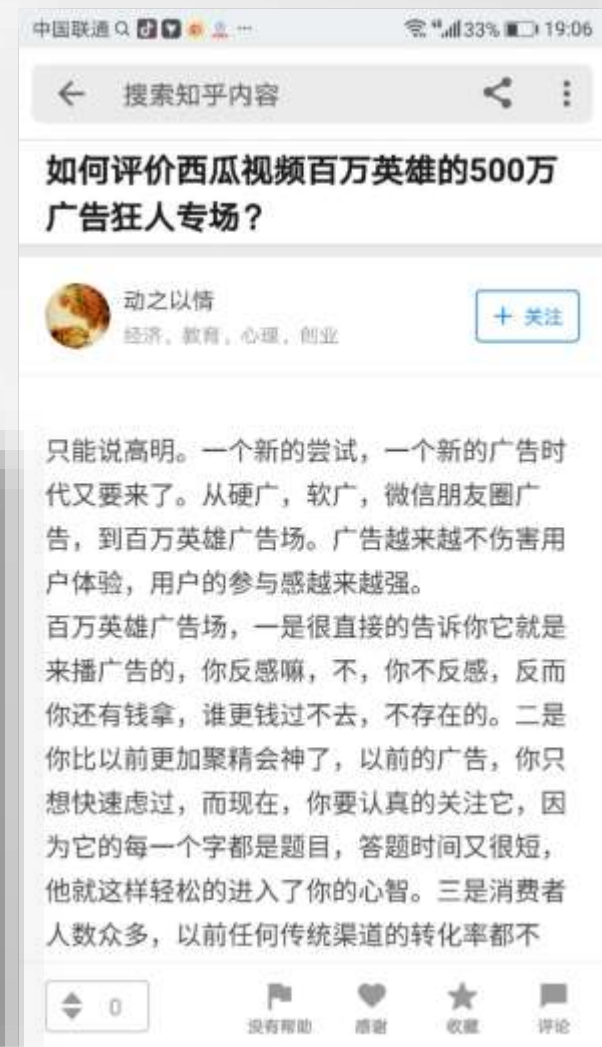 中国联通
33% 19:06
搜索知乎内容
如何评价西瓜视频百万英雄的500万
广告狂人专场？
动之以情
经济，教育，心理，创业
+ 关注
只能说高明。一个新的尝试，一个新的广告时
代又要来了。从硬广，软广，微信朋友圈广
告，到百万英雄广告场。广告越来越不伤害用
户体验，用户的参与感越来越强。
百万英雄广告场，一是很直接的告诉你它就是
来播广告的，你反感嘛，不，你不反感，反而
你还有钱拿，谁更钱过不去，不存在的。二是
你比以前更加聚精会神了，以前的广告，你只
想快速虑过，而现在，你要认真的关注它，因
为它的每一个字都是题目，答题时间又很短，
他就这样轻松的进入了你的心智。三是消费者
人数众多，以前任何传统渠道的转化率都不
0
没有帮助
感谢
收藏
评论